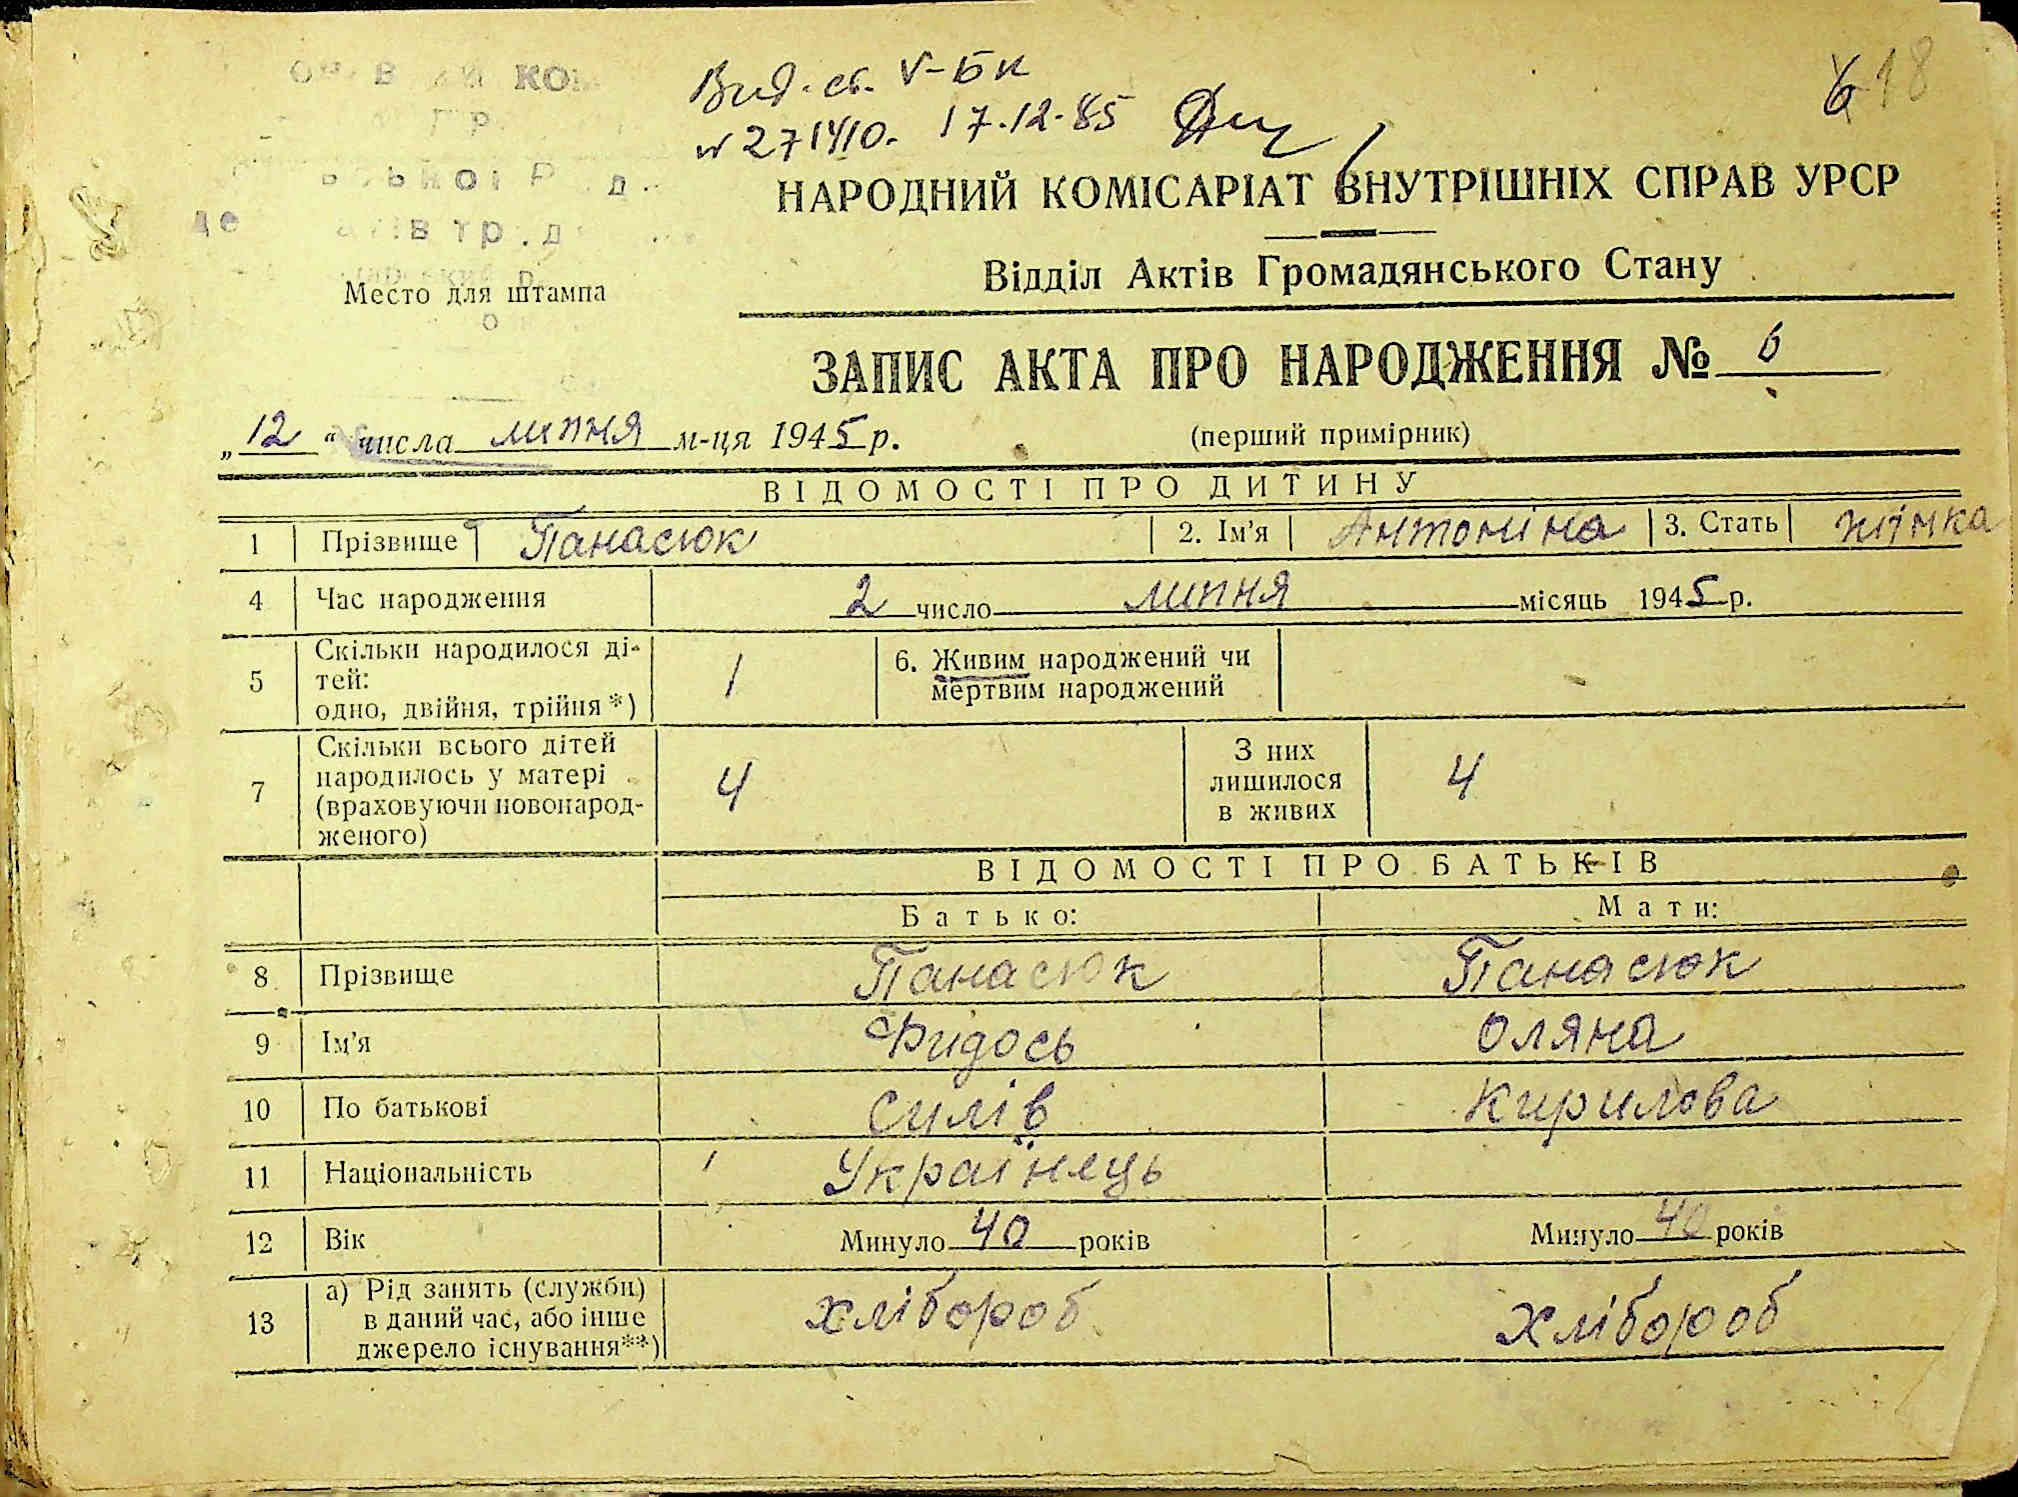 Вид. св. V-БК
№ 271410. 17.12.85
6 18
НАРОДНИЙ КОМІСАРІАТ ВНУТРІШНІХ СПРАВ УРСР
Відділ Актів Громадянського Стану
Место для штампа
ЗАПИС АКТА ПРО НАРОДЖЕННЯ № 6
„12“ числа липня м-ця 1945 р. (перший примірник)
ВІДОМОСТІ ПРО ДИТИНУ
1 Прізвище Панасюк 2. Ім'я Антоніна 3. Стать жінка
4 Час народження 2 число липня місяць 1945 р.
5 Скільки народилося ді-
тей:
одно, двійня, трійня*) 1 6. Живим народжений чи
мертвим народжений
7 Скільки всього дітей
народилось у матері
(враховуючи новонарод-
женого) 4 З них
лишилося
в живих 4
ВІДОМОСТІ ПРО БАТЬКІВ
Батько: Мати:
8 Прізвище Панасюк Панасюк
9 Ім'я Фидось Оляна
10 По батькові Силів Кирилова
11 Національність Українець
12 Вік Минуло 40 років Минуло 40 років
13 а) Рід занять (служби)
в даний час, або інше
джерело існування**) хлібороб хлібороб